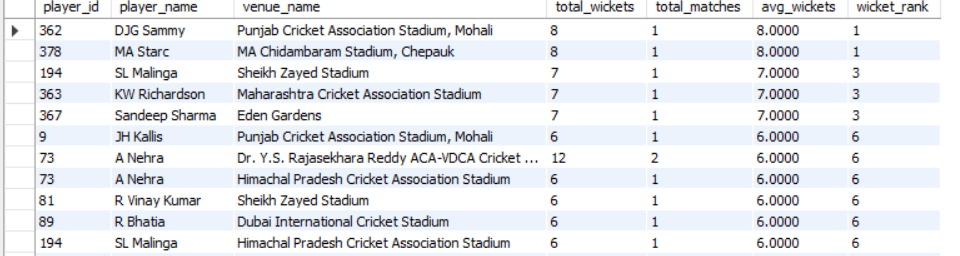 player_id player_name venue_name total_wickets total_matches avg_wickets wicket_rank
362 DJG Sammy Punjab Cricket Association Stadium, Mohali 8 1 8.0000 1
378 MA Starc MA Chidambaram Stadium, Chepauk 8 1 8.0000 1
194 SL Malinga Sheikh Zayed Stadium 7 1 7.0000 3
363 KW Richardson Maharashtra Cricket Association Stadium 7 1 7.0000 3
367 Sandeep Sharma Eden Gardens 7 1 7.0000 3
9 JH Kallis Punjab Cricket Association Stadium, Mohali 6 1 6.0000 6
73 A Nehra Dr. Y.S. Rajasekhara Reddy ACA-VDCA Cricket ... 12 2 6.0000 6
73 A Nehra Himachal Pradesh Cricket Association Stadium 6 1 6.0000 6
81 R Vinay Kumar Sheikh Zayed Stadium 6 1 6.0000 6
89 R Bhatia Dubai International Cricket Stadium 6 1 6.0000 6
194 SL Malinga Himachal Pradesh Cricket Association Stadium 6 1 6.0000 6